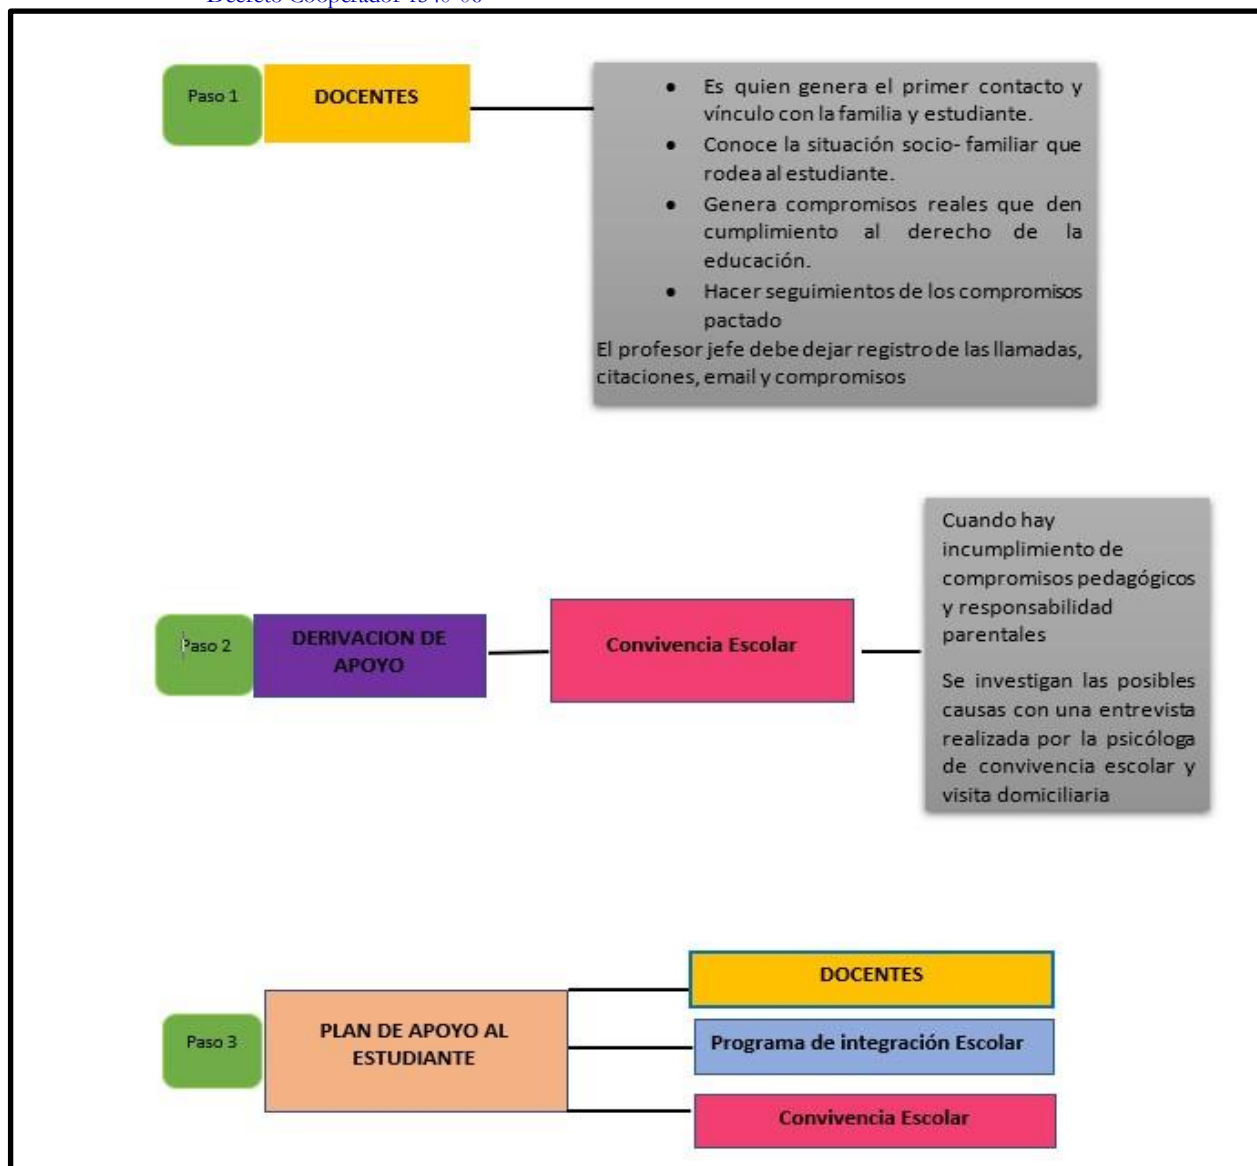 Decreto Cooperador 1340-06
Paso 1
DOCENTES
● Es quien genera el primer contacto y
vínculo con la familia y estudiante.
● Conoce la situación socio- familiar que
rodea al estudiante.
● Genera compromisos reales que den
cumplimiento al derecho de la
educación.
● Hacer seguimientos de los compromisos
pactado
El profesor jefe debe dejar registro de las llamadas,
citaciones, email y compromisos
Paso 2
DERIVACION DE
APOYO
Convivencia Escolar
Cuando hay
incumplimiento de
compromisos pedagógicos
y responsabilidad
parentales
Se investigan las posibles
causas con una entrevista
realizada por la psicóloga
de convivencia escolar y
visita domiciliaria
Paso 3
PLAN DE APOYO AL
ESTUDIANTE
DOCENTES
Programa de integración Escolar
Convivencia Escolar